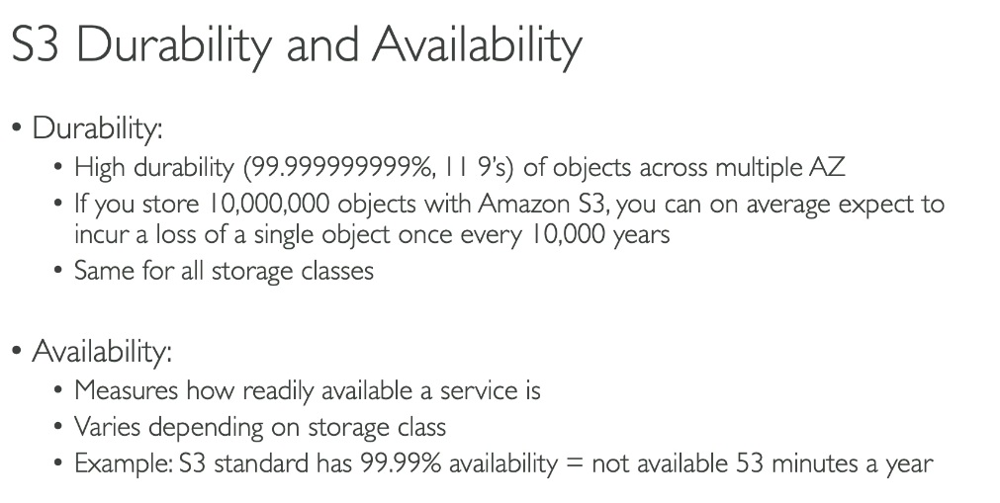 S3 Durability and Availability
• Durability:
• High durability (99.999999999%, 11 9's) of objects across multiple AZ
• If you store 10,000,000 objects with Amazon S3, you can on average expect to
incur a loss of a single object once every 10,000 years
• Same for all storage classes
• Availability:
• Measures how readily available a service is
• Varies depending on storage class
• Example: S3 standard has 99.99% availability = not available 53 minutes a year